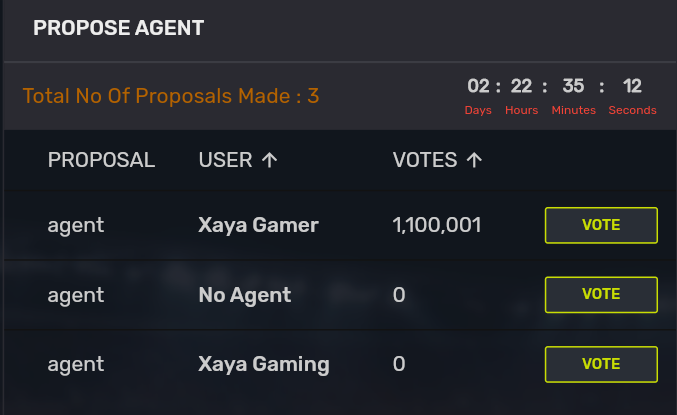 PROPOSE AGENT
Total No Of Proposals Made : 3
02 : 22 : 35 : 12
Days Hours Minutes Seconds
PROPOSAL USER ↑ VOTES ↑
agent Xaya Gamer 1,100,001 VOTE
agent No Agent 0 VOTE
agent Xaya Gaming 0 VOTE